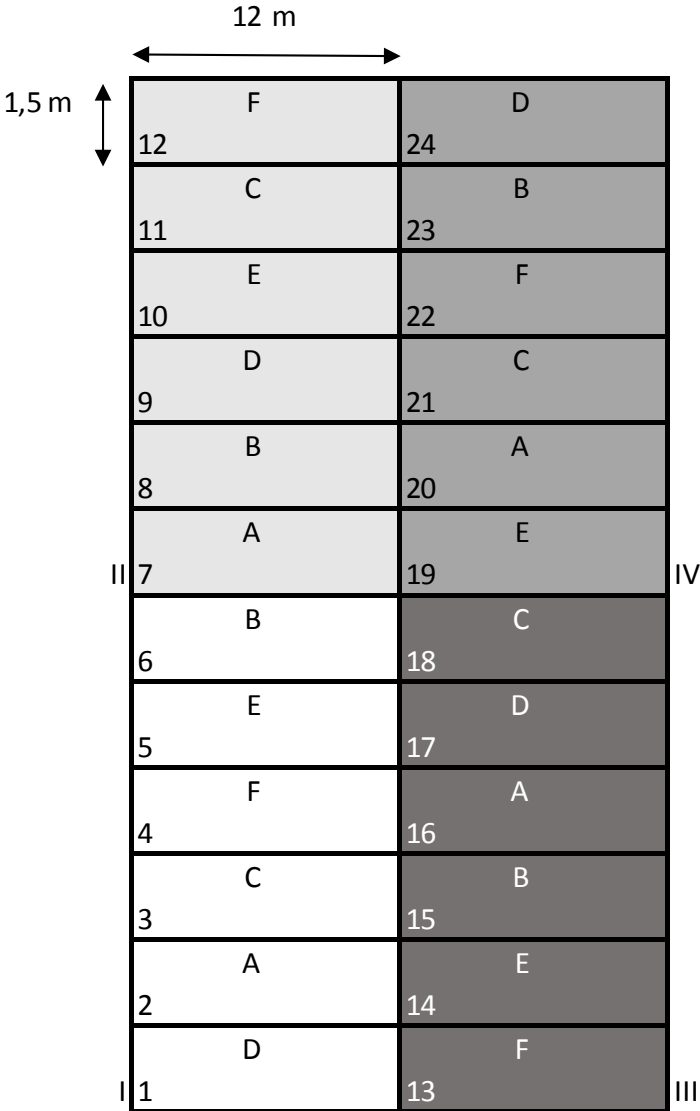 12 m
1,5 m
F D
12 24
C B
11 23
E F
10 22
D C
9 21
B A
8 20
A E
II 7 19 IV
B C
6 18
E D
5 17
F A
4 16
C B
3 15
A E
2 14
D F
I 1 13 III